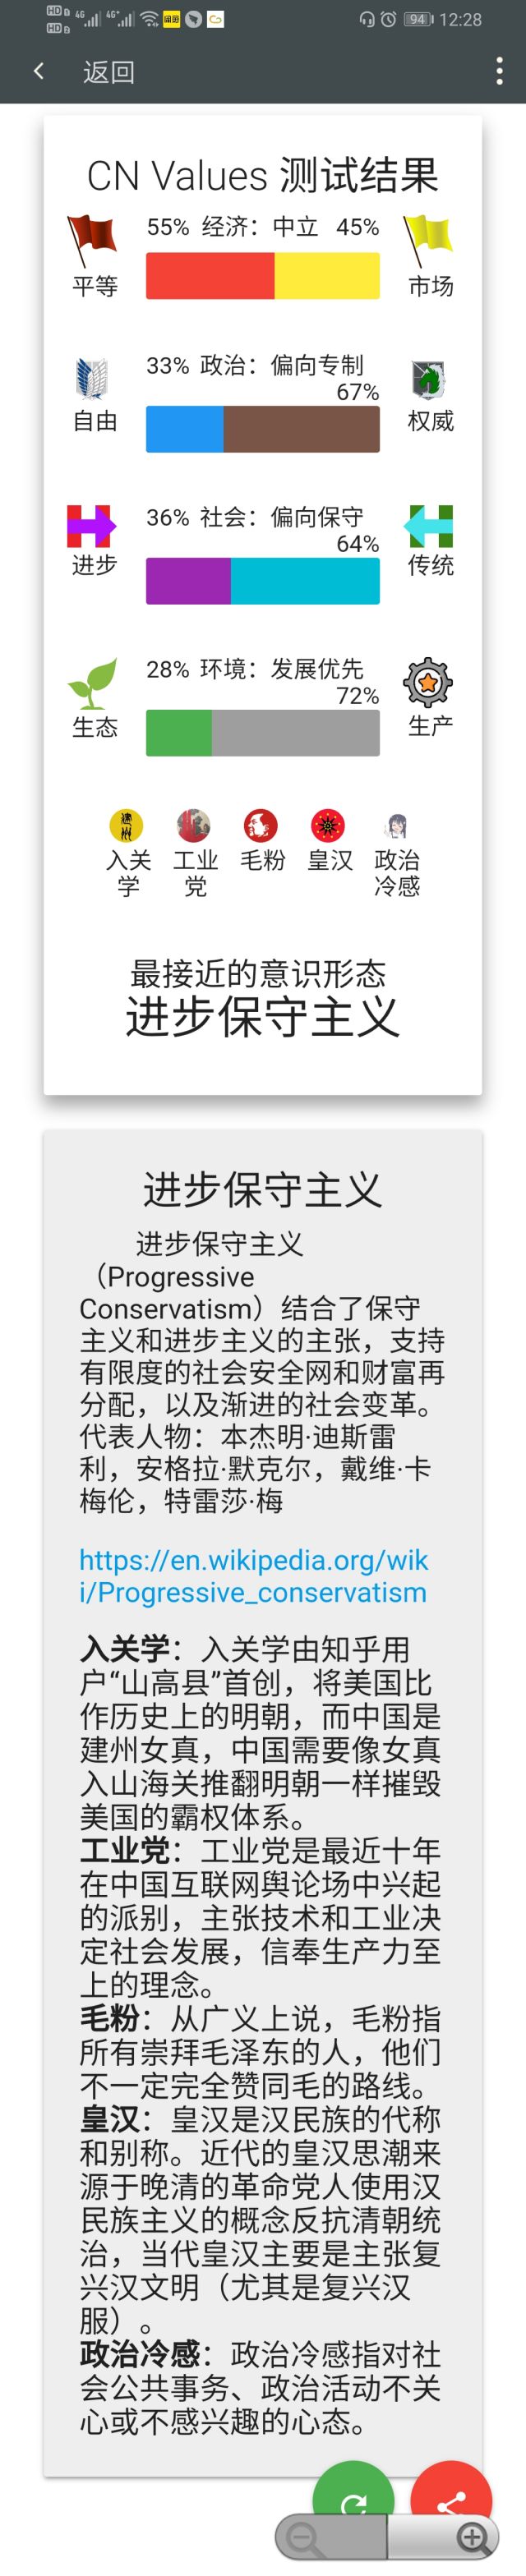 HD 1 4G 4G+ 94 12:28
HD 2
返回
CN Values 测试结果
55% 经济：中立 45%
平等 市场
33% 政治：偏向专制
67%
自由 权威
36% 社会：偏向保守
64%
进步 传统
28% 环境：发展优先
72%
生态 生产
入关 工业 毛粉 皇汉 政治
学 党 冷感
最接近的意识形态
进步保守主义
进步保守主义
进步保守主义
（Progressive
Conservatism）结合了保守
主义和进步主义的主张，支持
有限度的社会安全网和财富再
分配，以及渐进的社会变革。
代表人物：本杰明·迪斯雷
利，安格拉·默克尔，戴维·卡
梅伦，特雷莎·梅
https://en.wikipedia.org/wik
i/Progressive_conservatism
入关学：入关学由知乎用
户“山高县”首创，将美国比
作历史上的明朝，而中国是
建州女真，中国需要像女真
入山海关推翻明朝一样摧毁
美国的霸权体系。
工业党：工业党是最近十年
在中国互联网舆论场中兴起
的派别，主张技术和工业决
定社会发展，信奉生产力至
上的理念。
毛粉：从广义上说，毛粉指
所有崇拜毛泽东的人，他们
不一定完全赞同毛的路线。
皇汉：皇汉是汉民族的代称
和别称。近代的皇汉思潮来
源于晚清的革命党人使用汉
民族主义的概念反抗清朝统
治，当代皇汉主要是主张复
兴汉文明（尤其是复兴汉
服）。
政治冷感：政治冷感指对社
会公共事务、政治活动不关
心或不感兴趣的心态。